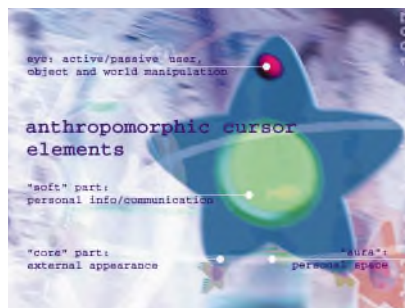 eye: active/passive user,
object and world manipulation
anthropomorphic cursor
elements
"soft" part:
personal info/communication
"core" part:
external appearance
"aura":
personal space